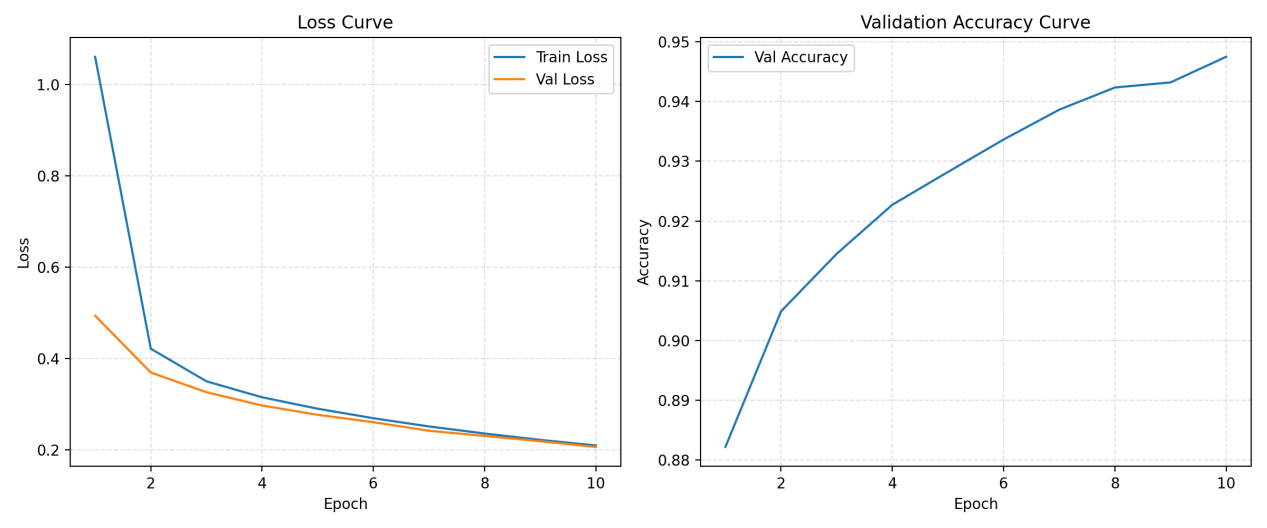 Loss Curve
Train Loss
Val Loss
1.0
0.8
0.6
0.4
0.2
Loss
2 4 6 8 10
Epoch
Validation Accuracy Curve
Val Accuracy
0.95
0.94
0.93
0.92
0.91
0.90
0.89
0.88
Accuracy
2 4 6 8 10
Epoch